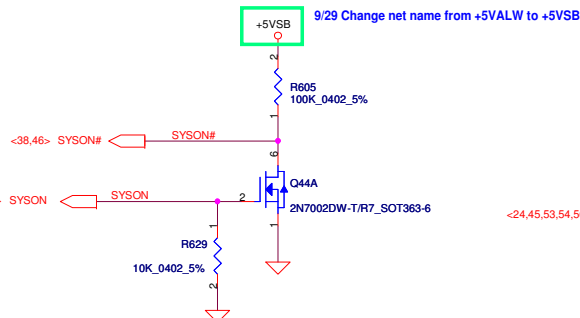 9/29 Change net name from +5VALW to +5VSB
+5VSB
2
R605
100K_0402_5%
1
<38,46> SYSON# SYSON#
6
Q44A
SYSON SYSON 2
2N7002DW-T/R7_SOT363-6
1
1
<24,45,53,54,5
R629
10K_0402_5%
2